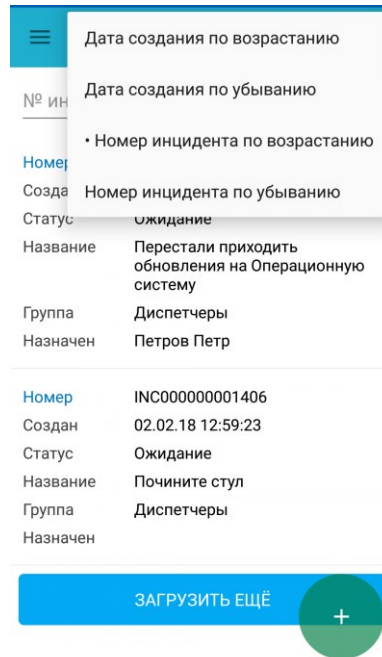 Дата создания по возрастанию
Дата создания по убыванию
• Номер инцидента по возрастанию
Номер инцидента по убыванию
№ ин
Номер
Созда
Статус Ожидание
Название Перестали приходить
обновления на Операционную
систему
Группа Диспетчеры
Назначен Петров Петр
Номер INC000000001406
Создан 02.02.18 12:59:23
Статус Ожидание
Название Почините стул
Группа Диспетчеры
Назначен
ЗАГРУЗИТЬ ЕЩЁ
+